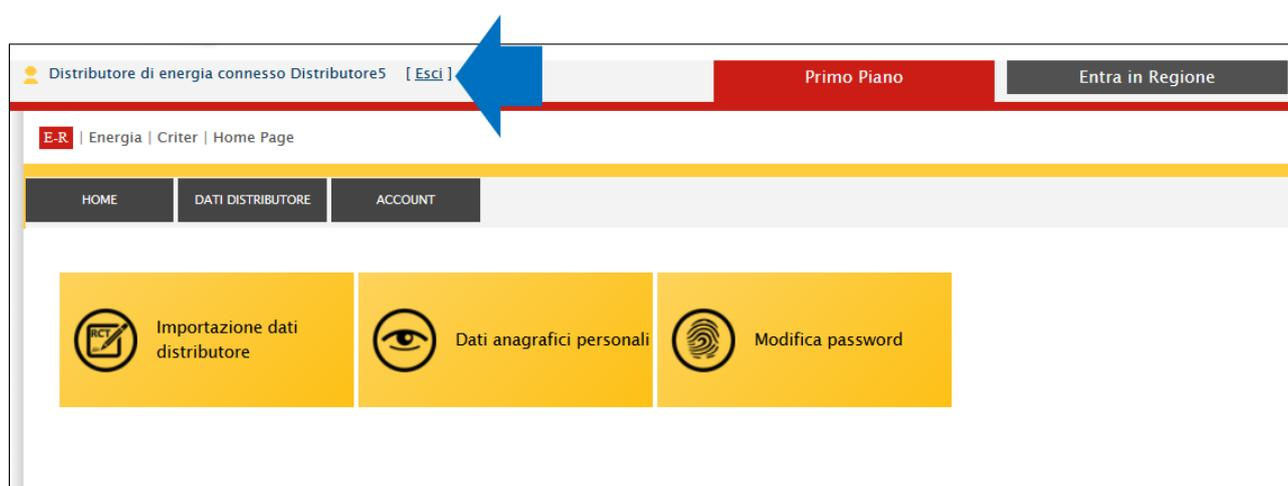 Distributore di energia connesso Distributore5 [ Esci ]
Primo Piano
Entra in Regione
E-R | Energia | Criter | Home Page
HOME
DATI DISTRIBUTORE
ACCOUNT
RCT
Importazione dati
distributore
Dati anagrafici personali
Modifica password